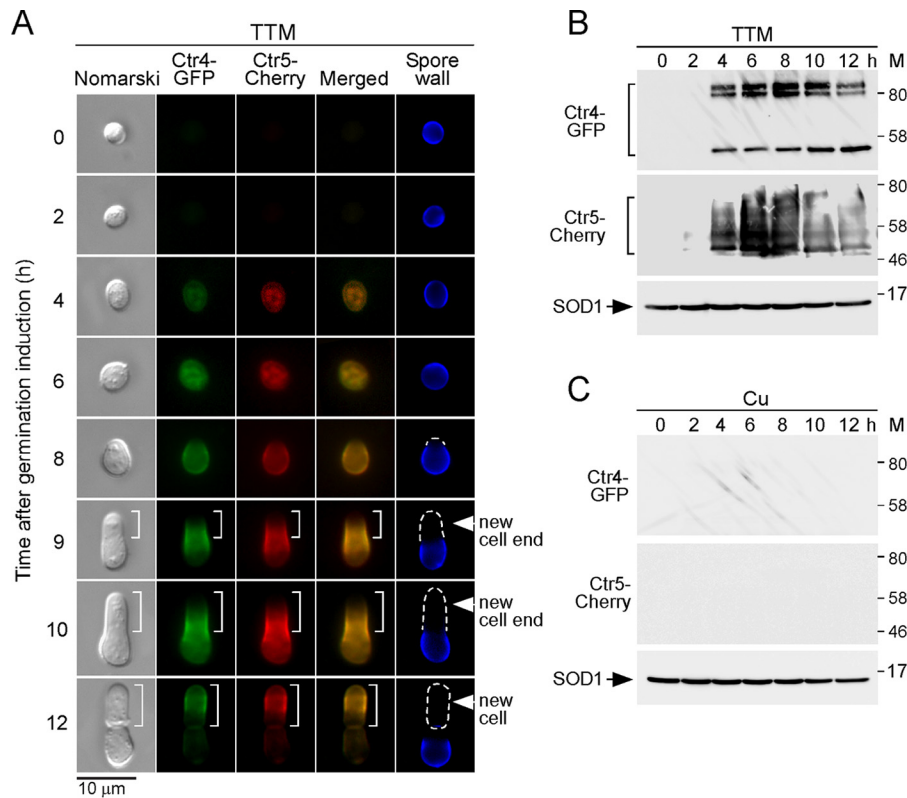 A
TTM
Nomarski
Ctr4-
GFP
Ctr5-
Cherry
Merged
Spore
wall
Time after germination induction (h)
0
2
4
6
8
9
new
cell end
10
new
cell end
12
new
cell
10 µm
B
TTM
0 2 4 6 8 10 12 h M
Ctr4-
GFP
80
58
Ctr5-
Cherry
80
58
46
SOD1
17
C
Cu
0 2 4 6 8 10 12 h M
Ctr4-
GFP
80
58
Ctr5-
Cherry
80
58
46
SOD1
17